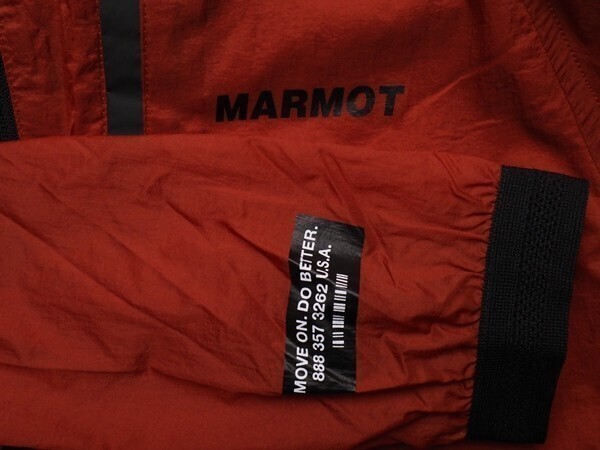 MARMOT
MOVE ON. DO BETTER.
888 357 3262 U.S.A.